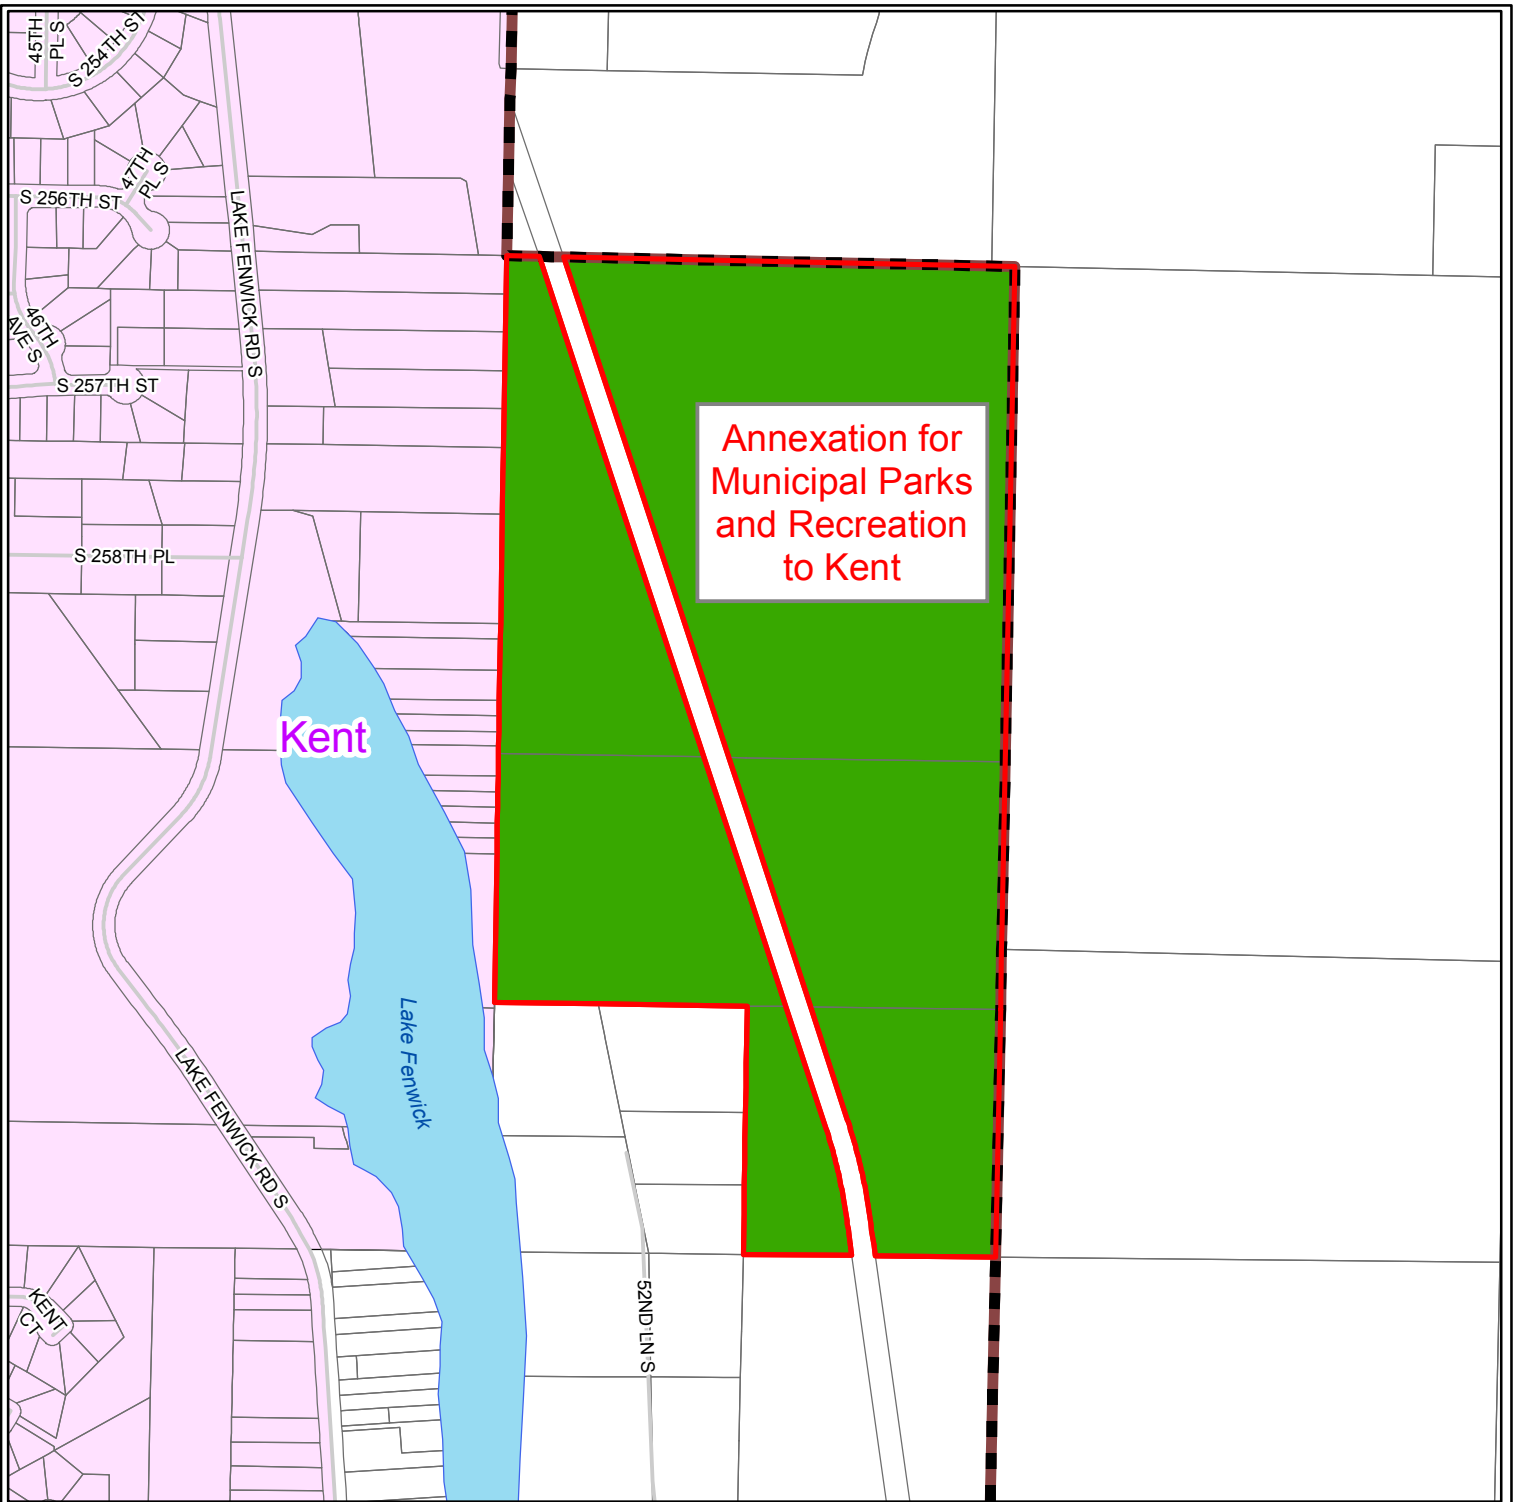 45TH
PL S
S 254TH ST
47TH
PL S
S 256TH ST
LAKE FENWICK RD S
46TH
AVE S
S 257TH ST
Annexation for
Municipal Parks
and Recreation
to Kent
S 258TH PL
Kent
Lake Fenwick
LAKE FENWICK RD S
52ND LN S
KENT
CT